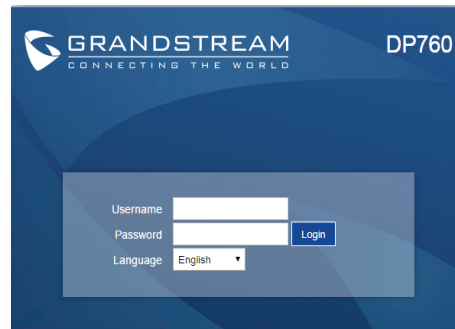 GRANDSTREAM
CONNECTING THE WORLD
DP760
Username
Password
Login
Language
English